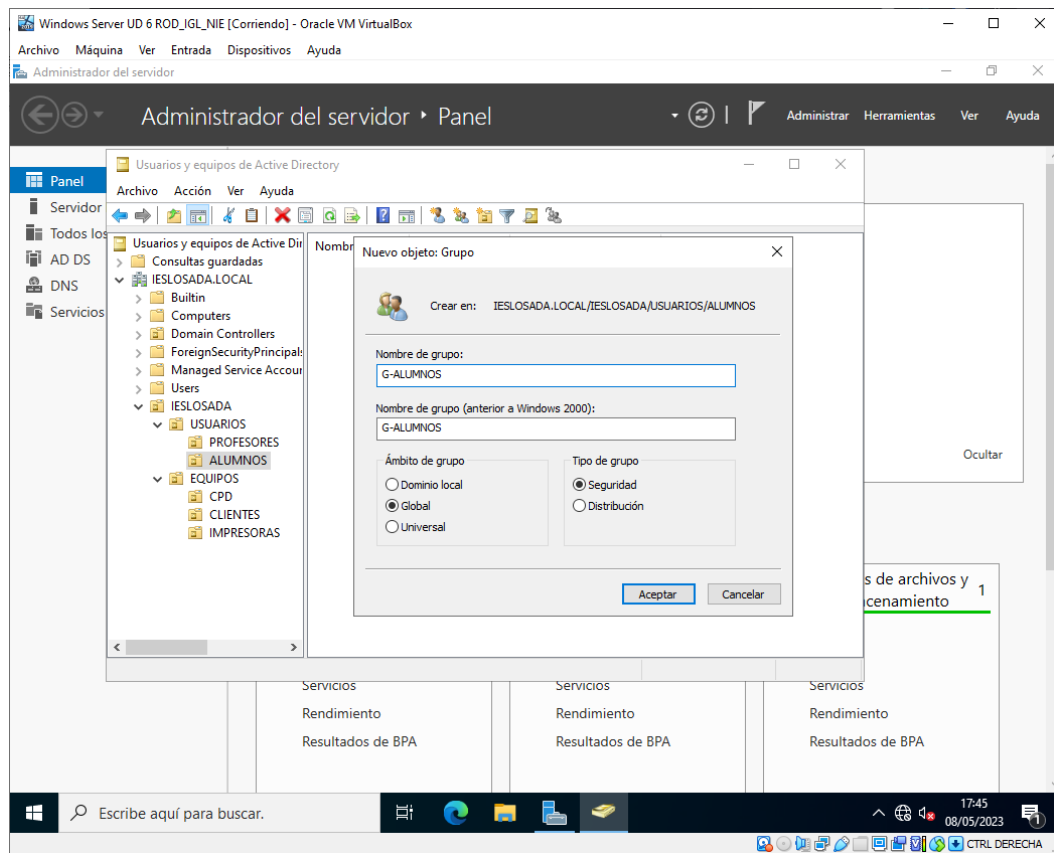 Windows Server UD 6 ROD_IGL_NIE [Corriendo] - Oracle VM VirtualBox
Archivo Máquina Ver Entrada Dispositivos Ayuda
Administrador del servidor
Administrador del servidor Panel
Administrar Herramientas Ver Ayuda
Panel
Servidor
Todos los
AD DS
DNS
Servicios
Usuarios y equipos de Active Directory
Archivo Acción Ver Ayuda
Usuarios y equipos de Active Dir
Consultas guardadas
IESLOSADA.LOCAL
Builtin
Computers
Domain Controllers
ForeignSecurityPrincipal
Managed Service Accour
Users
IESLOSADA
USUARIOS
PROFESORES
ALUMNOS
EQUIPOS
CPD
CLIENTES
IMPRESORAS
Nombr
Nuevo objeto: Grupo
Crear en: IESLOSADA.LOCAL/IESLOSADA/USUARIOS/ALUMNOS
Nombre de grupo:
G-ALUMNOS
Nombre de grupo (anterior a Windows 2000):
G-ALUMNOS
Ámbito de grupo
Dominio local
Global
Universal
Tipo de grupo
Seguridad
Distribución
Aceptar Cancelar
Ocultar
s de archivos y 1
cenamiento
Servicios Servicios Servicios
Rendimiento Rendimiento Rendimiento
Resultados de BPA Resultados de BPA Resultados de BPA
Escribe aquí para buscar.
17:45
08/05/2023
1
CTRL DERECHA